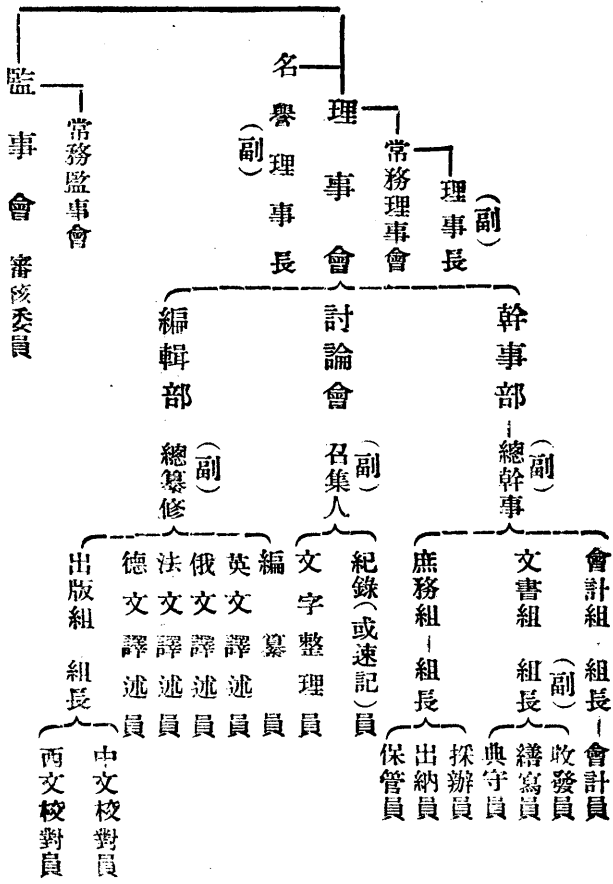 (副)
理事長
常務理事會
理事會
名譽理事長
(副)
常務監事會
監事會 審核委員
幹事部
(副)
總幹事
會計組 組長
會計員
文書組 組長
(副)
收發員
繕寫員
典守員
庶務組 組長
採辦員
出納員
保管員
討論會
(副)
召集人
紀錄(或速記)員
文字整理員
編輯部
(副)
總纂修
編纂員
英文譯述員
俄文譯述員
法文譯述員
德文譯述員
出版組 組長
中文校對員
西文校對員